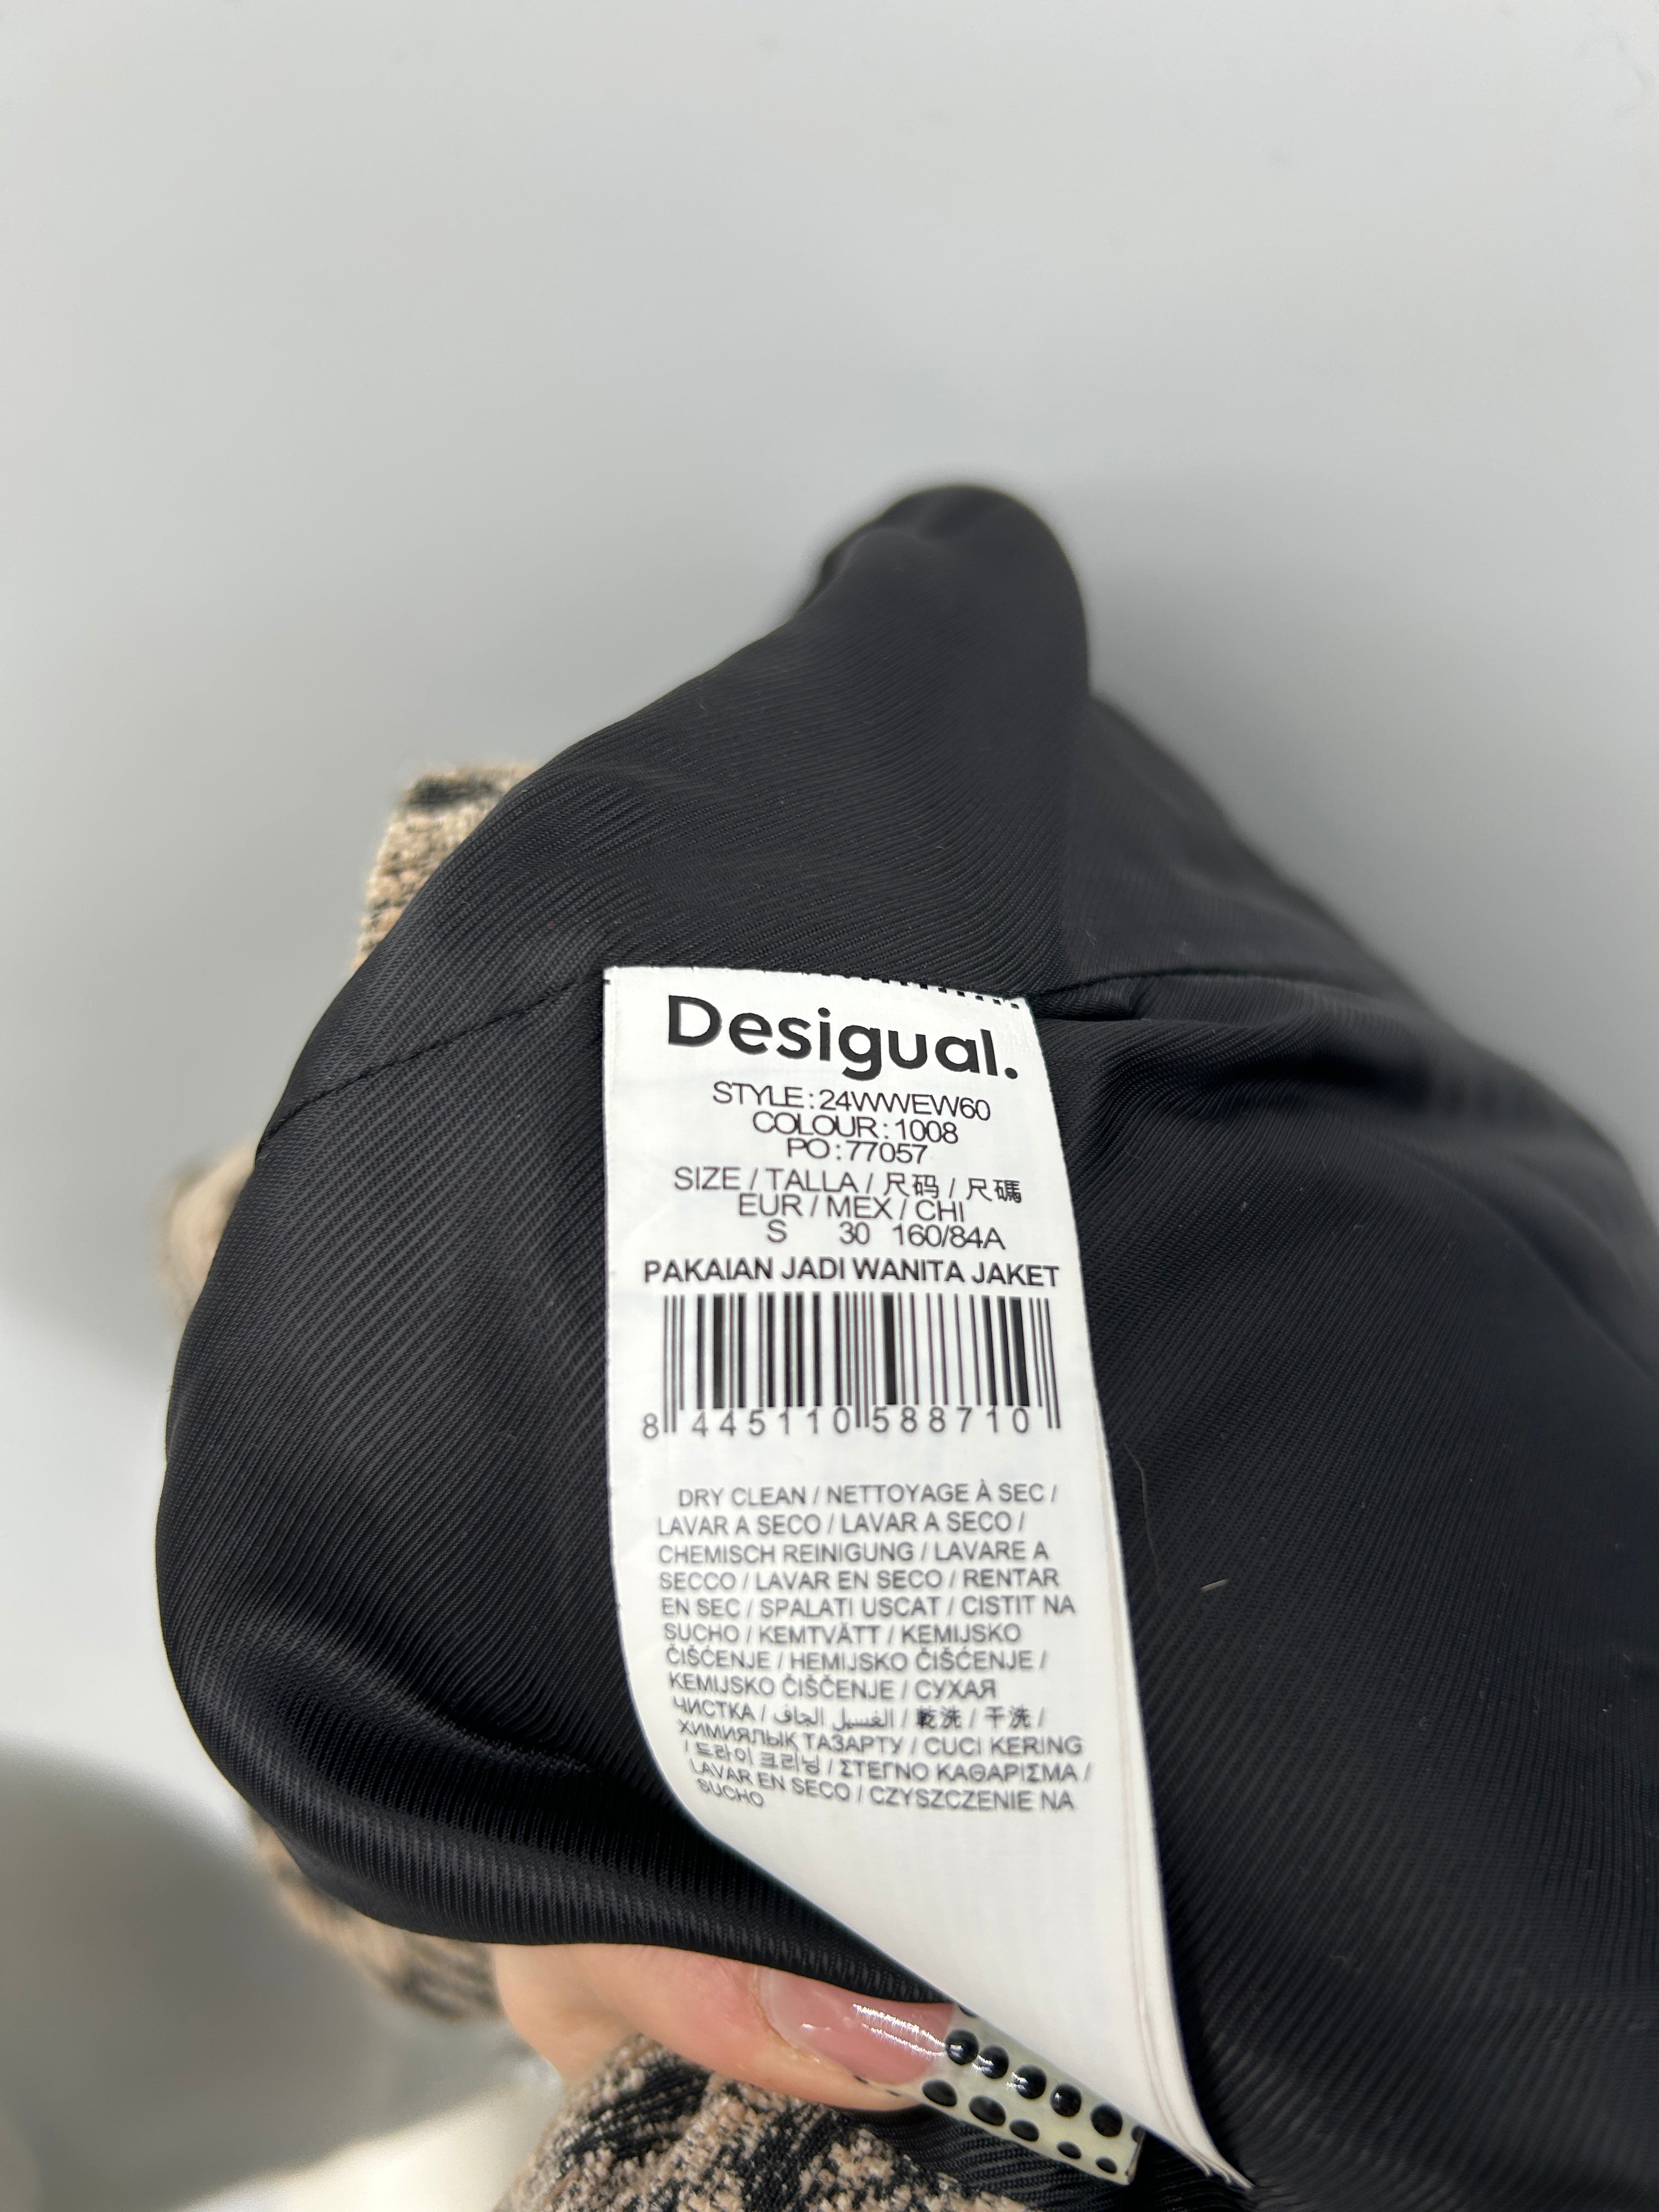 Desigual.
STYLE : 24WWEW60
COLOUR : 1008
PO : 77057
SIZE / TALLA / 尺码 / 尺碼
EUR / MEX / CHI
S 30 160/84A
PAKAIAN JADI WANITA JAKET
8 445110 588710
DRY CLEAN / NETTOYAGE À SEC /
LAVAR A SECO / LAVAR A SECO /
CHEMISCH REINIGUNG / LAVARE A
SECCO / LAVAR EN SECO / RENTAR
EN SEC / SPALATI USCAT / CISTIT NA
SUCHO / KEMTVÄTT / KEMIJSKO
ČIŠĆENJE / HEMIJSKO ČIŠĆENJE /
KEMIJSKO ČIŠČENJE / СУХАЯ
ЧИСТКА / الغسيل الجاف / 乾洗 / 干洗 /
ХИМИЯЛЫК ТАЗАРТУ / CUCI KERING
/ 드라이 크리닝 / ΣΤΕΓΝΟ ΚΑΘΑΡΙΣΜΑ /
LAVAR EN SECO / CZYSZCZENIE NA
SUCHO